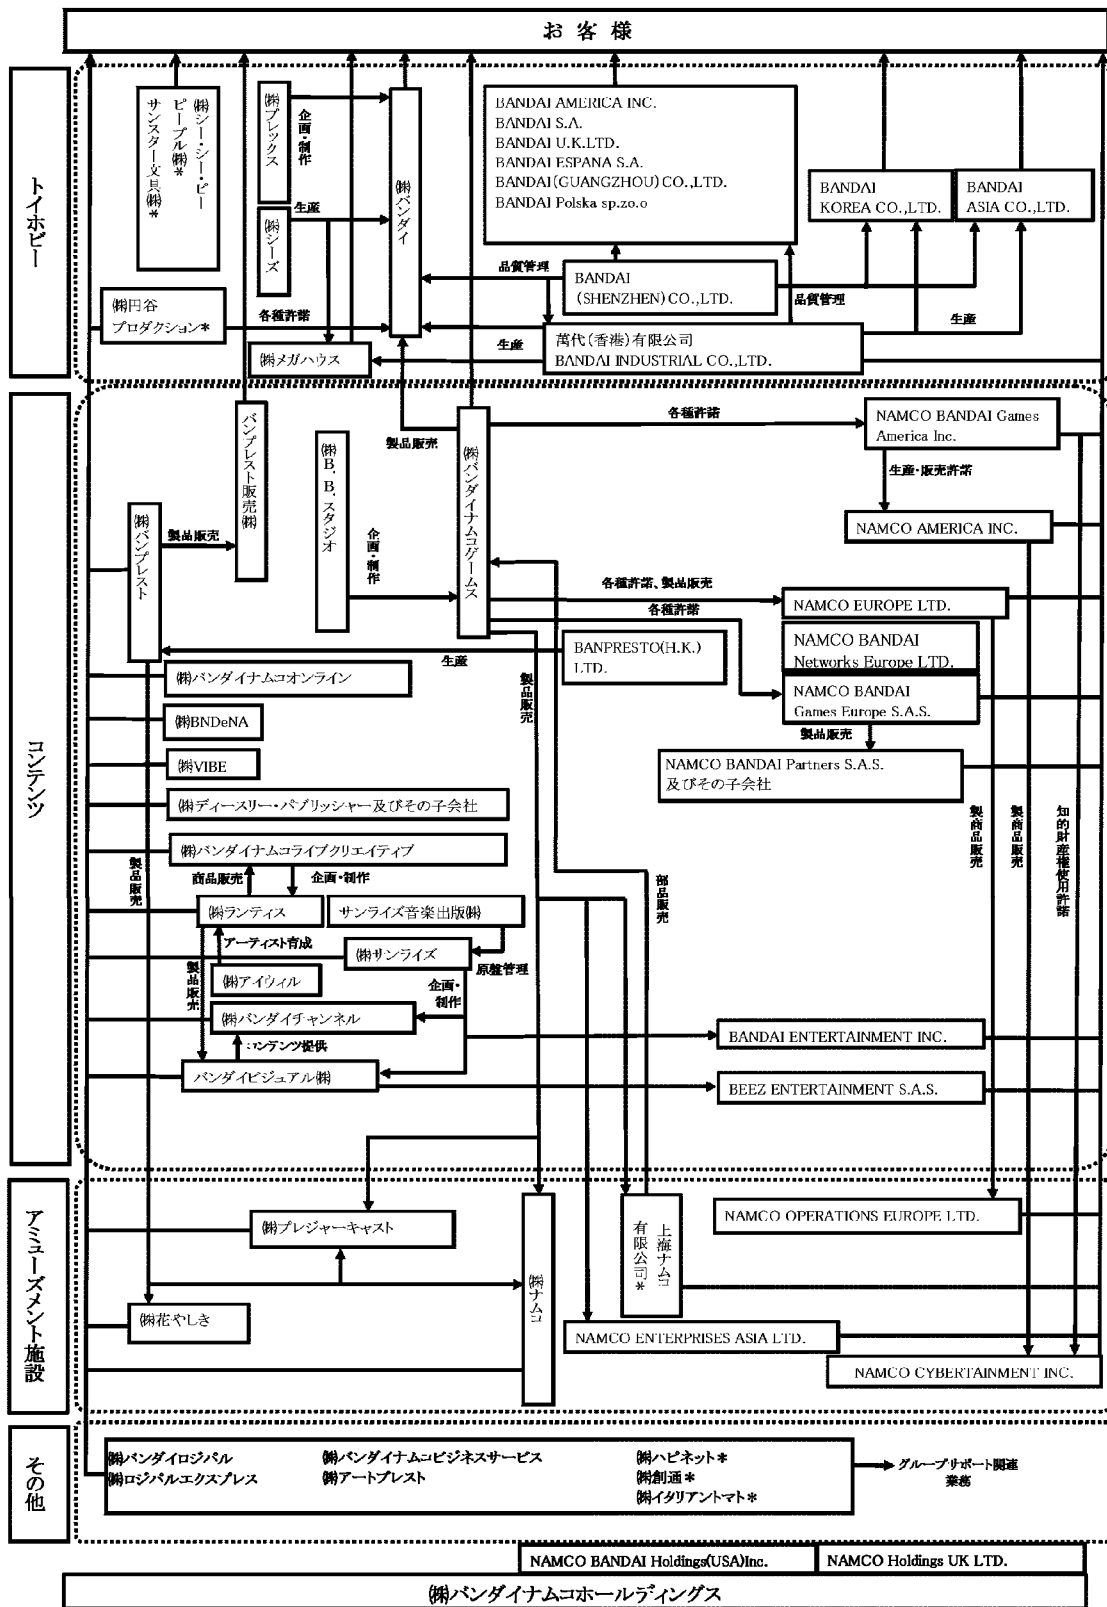 お客様
トイホビー
㈱シー・シー・ピー
ピープル㈱*
サンスター文具㈱*
㈱プレックス
企画・制作
㈱バンダイ
㈱シーズ
生産
BANDAI AMERICA INC.
BANDAI S.A.
BANDAI U.K.LTD.
BANDAI ESPANA S.A.
BANDAI(GUANGZHOU)CO.,LTD.
BANDAI Polska sp.zo.o
BANDAI
KOREA CO.,LTD.
BANDAI
ASIA CO.,LTD.
品質管理
BANDAI
(SHENZHEN)CO.,LTD.
品質管理
㈱円谷
プロダクション*
各種許諾
生産
萬代(香港)有限公司
BANDAI INDUSTRIAL CO.,LTD.
生産
㈱メガハウス
コンテンツ
バンプレスト販売㈱
㈱B.B.スタジオ
製品販売
㈱バンダイナムコゲームス
各種許諾
NAMCO BANDAI Games
America Inc.
生産・販売許諾
NAMCO AMERICA INC.
㈱バンプレスト
製品販売
企画・制作
各種許諾、製品販売
NAMCO EUROPE LTD.
各種許諾
BANPRESTO(H.K.)
LTD.
生産
NAMCO BANDAI
Networks Europe LTD.
㈱バンダイナムコオンライン
製品販売
NAMCO BANDAI
Games Europe S.A.S.
㈱BNDeNA
製品販売
㈱VIBE
NAMCO BANDAI Partners S.A.S.
及びその子会社
㈱ディースリー・パブリッシャー及びその子会社
製商品販売
製商品販売
知的財産権使用許諾
㈱バンダイナムコライブクリエイティブ
製品販売
商品販売
企画・制作
部品販売
㈱ランティス
サンライズ音楽出版㈱
アーティスト育成
㈱サンライズ
原盤管理
製品販売
㈱アイウィル
企画・
制作
㈱バンダイチャンネル
コンテンツ提供
BANDAI ENTERTAINMENT INC.
バンダイビジュアル㈱
BEEZ ENTERTAINMENT S.A.S.
アミューズメント施設
㈱プレジャーキャスト
㈱ナムコ
上海ナムコ
有限公司*
NAMCO OPERATIONS EUROPE LTD.
㈱花やしき
NAMCO ENTERPRISES ASIA LTD.
NAMCO CYBERTAINMENT INC.
その他
㈱バンダイロジパル
㈱バンダイナムコビジネスサービス
㈱ハピネット*
㈱ロジパルエクスプレス
㈱アートプレスト
㈱創通*
㈱イタリアントマト*
グループサポート関連
業務
NAMCO BANDAI Holdings(USA)Inc.
NAMCO Holdings UK LTD.
㈱バンダイナムコホールディングス